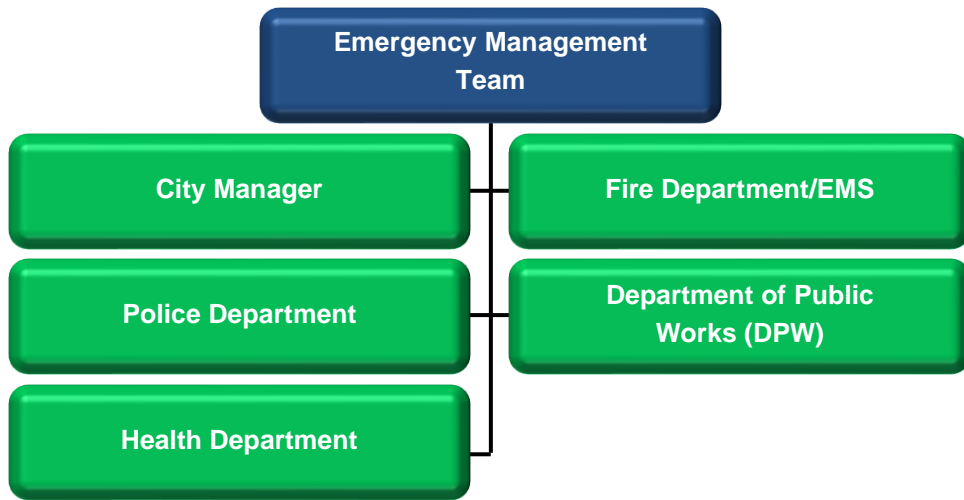 Emergency Management
Team
City Manager
Fire Department/EMS
Police Department
Department of Public
Works (DPW)
Health Department